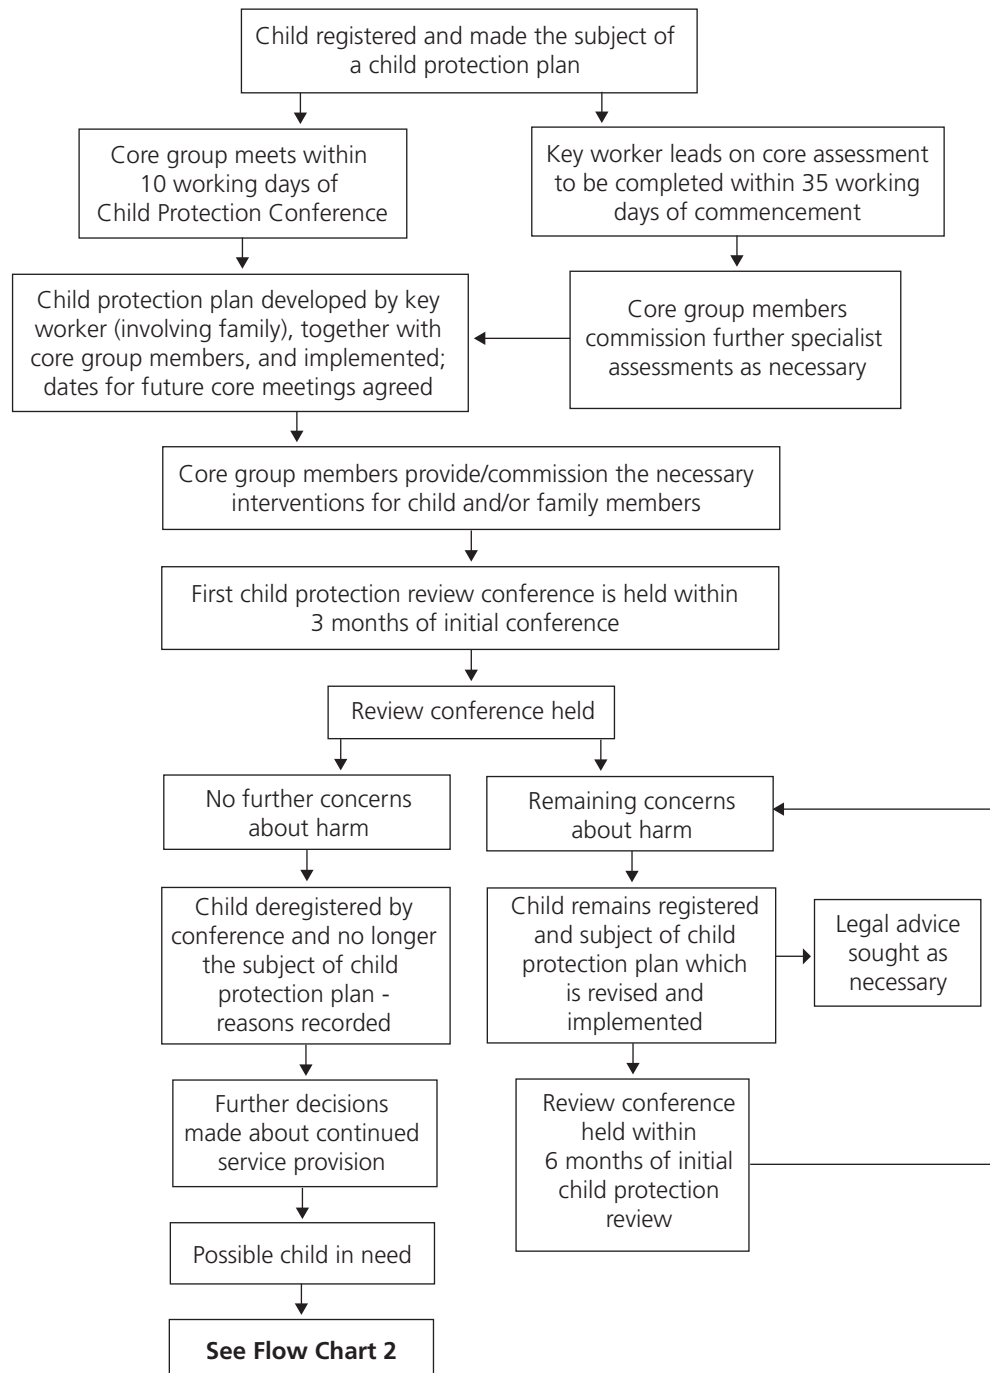 Child registered and made the subject of
a child protection plan
Core group meets within
10 working days of
Child Protection Conference
Key worker leads on core assessment
to be completed within 35 working
days of commencement
Child protection plan developed by key
worker (involving family), together with
core group members, and implemented;
dates for future core meetings agreed
Core group members
commission further specialist
assessments as necessary
Core group members provide/commission the necessary
interventions for child and/or family members
First child protection review conference is held within
3 months of initial conference
Review conference held
No further concerns
about harm
Remaining concerns
about harm
Child deregistered by
conference and no longer
the subject of child
protection plan -
reasons recorded
Child remains registered
and subject of child
protection plan which
is revised and
implemented
Legal advice
sought as
necessary
Further decisions
made about continued
service provision
Review conference
held within
6 months of initial
child protection
review
Possible child in need
See Flow Chart 2